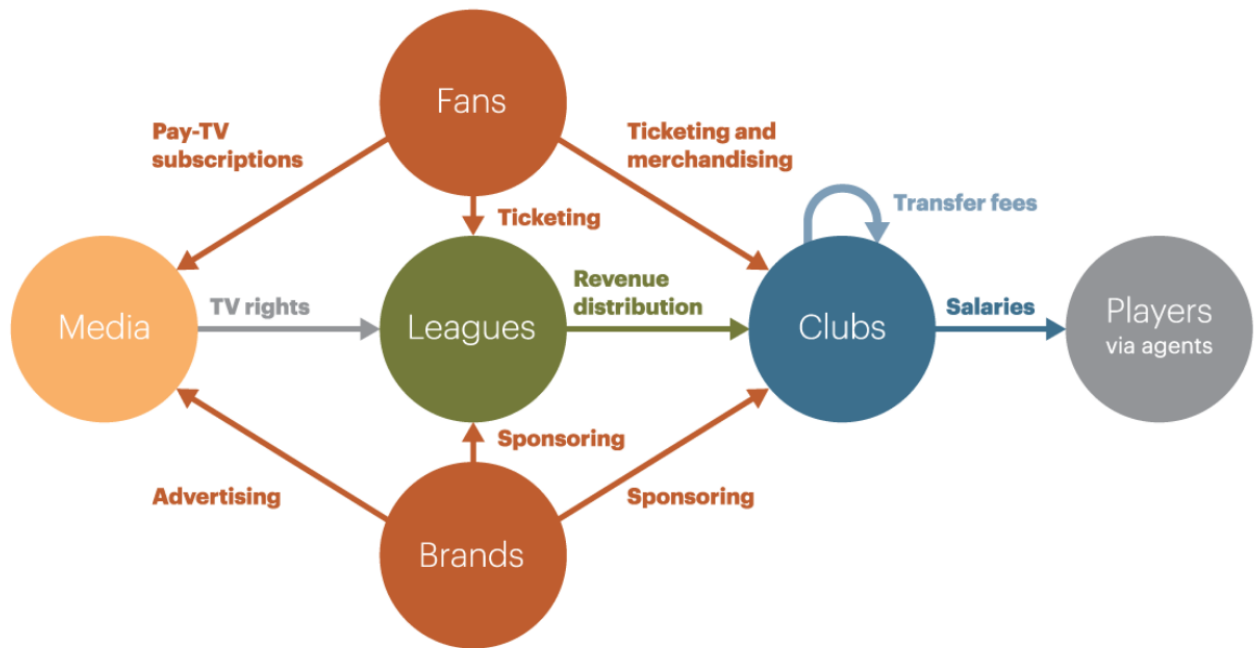 Fans
Pay-TV
subscriptions
Ticketing and
merchandising
Transfer fees
Ticketing
Media
TV rights
Leagues
Revenue
distribution
Clubs
Salaries
Players
via agents
Sponsoring
Advertising
Sponsoring
Brands